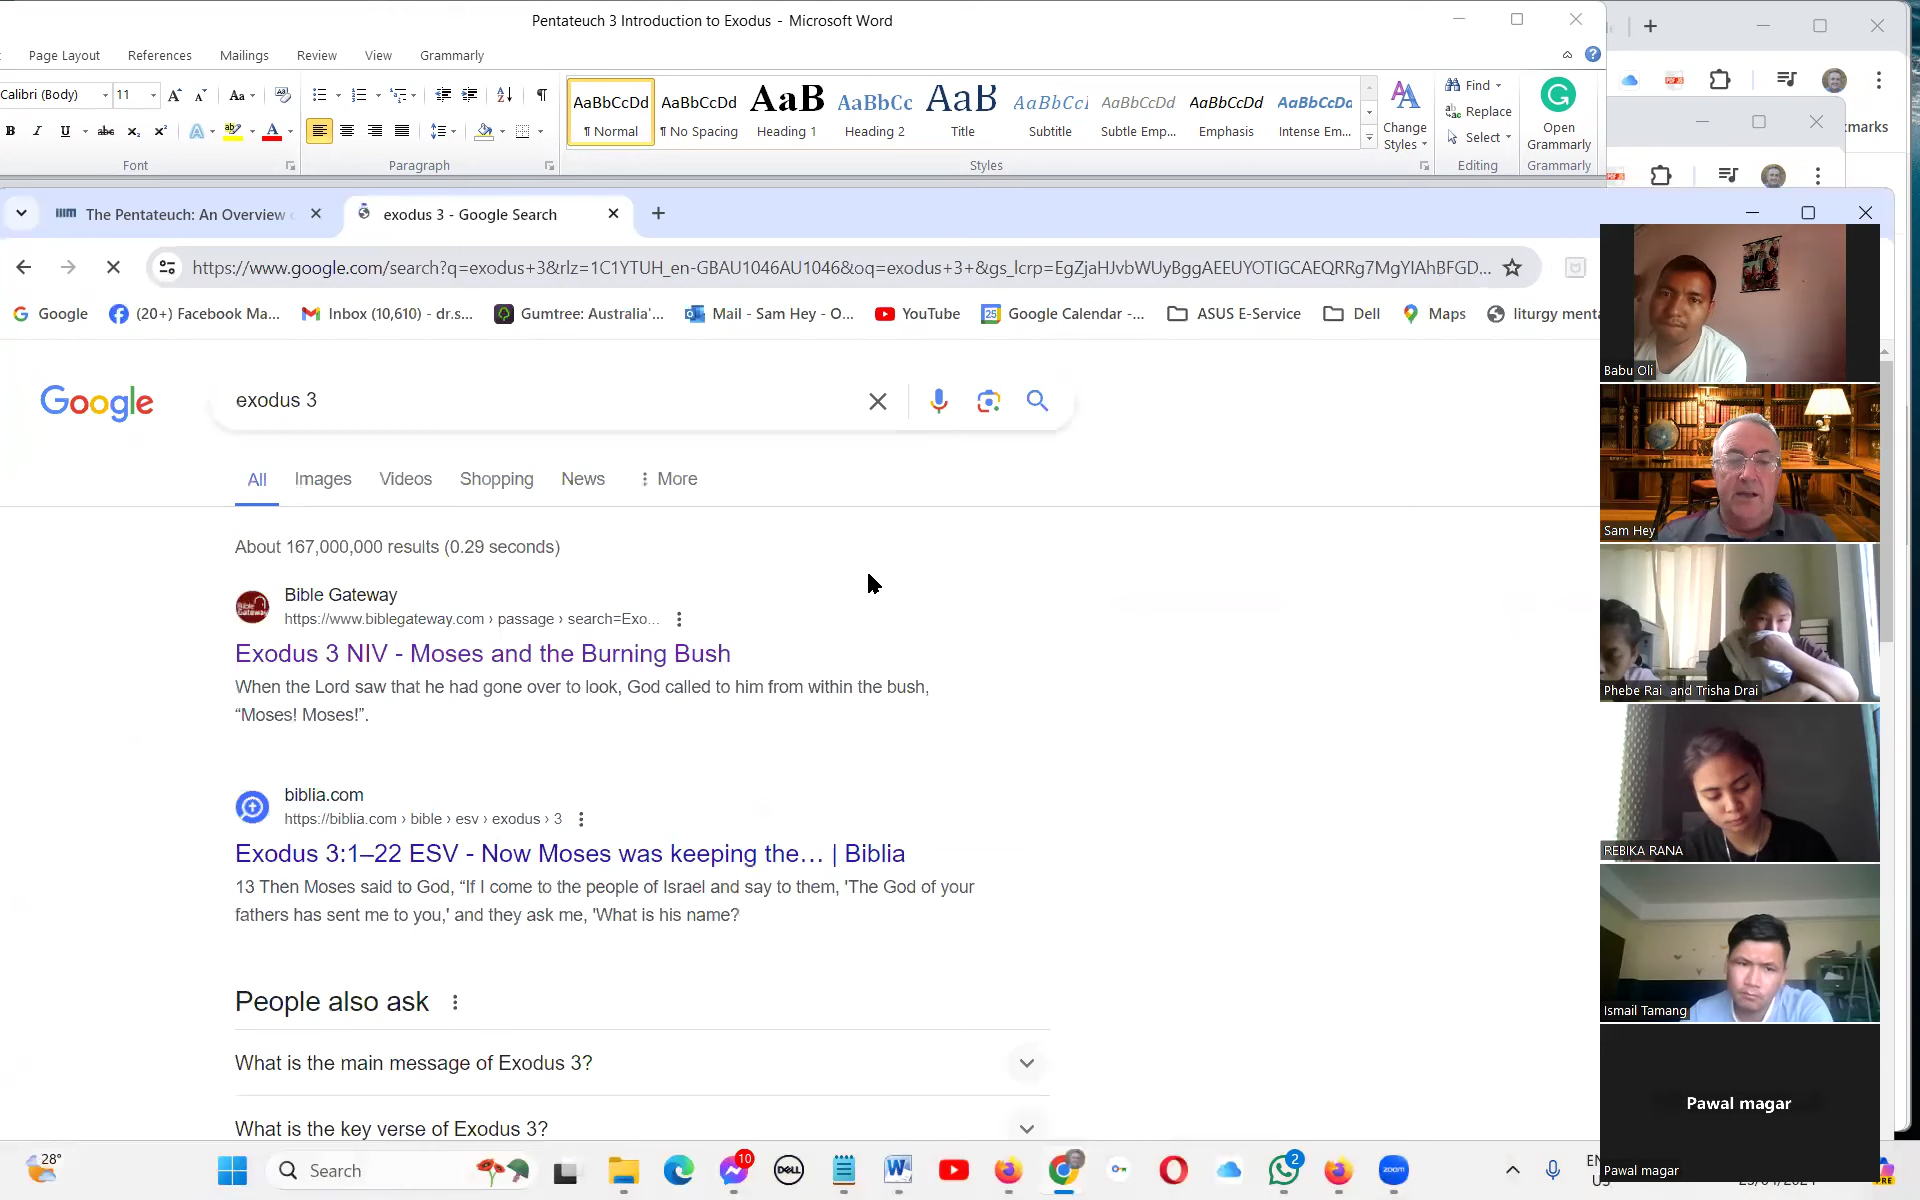 Pentateuch 3 Introduction to Exodus - Microsoft Word
Page Layout References Mailings Review View Grammarly
Calibri (Body) 11 Aa
AaBbCcDd AaBbCcDd AaB AaBbCc AaB AaBbCcI AaBbCcDd AaBbCcDd AaBbCcDc
¶ Normal ¶ No Spacing Heading 1 Heading 2 Title Subtitle Subtle Emp... Emphasis Intense Em...
Change
Styles
Find
Replace
Select
Open
Grammarly
Font Paragraph Styles Editing Grammarly
The Pentateuch: An Overview
exodus 3 - Google Search
https://www.google.com/search?q=exodus+3&rlz=1C1YTUH_en-GBAU1046AU1046&oq=exodus+3+&gs_lcrp=EgZjaHJvbWUyBggAEEUYOTIGCAEQRRg7MgYIAhBFGD...
Google (20+) Facebook Ma... Inbox (10,610) - dr.s... Gumtree: Australia'... Mail - Sam Hey - O... YouTube Google Calendar -... ASUS E-Service Dell Maps liturgy menta
Google
exodus 3
All Images Videos Shopping News More
About 167,000,000 results (0.29 seconds)
Bible Gateway
https://www.biblegateway.com › passage › search=Exo...
Exodus 3 NIV - Moses and the Burning Bush
When the Lord saw that he had gone over to look, God called to him from within the bush,
“Moses! Moses!”.
biblia.com
https://biblia.com › bible › esv › exodus › 3
Exodus 3:1–22 ESV - Now Moses was keeping the… | Biblia
13 Then Moses said to God, “If I come to the people of Israel and say to them, 'The God of your
fathers has sent me to you,' and they ask me, 'What is his name?
People also ask
What is the main message of Exodus 3?
What is the key verse of Exodus 3?
Babu Oli
Sam Hey
Phebe Rai and Trisha Drai
REBIKA RANA
Ismail Tamang
Pawal magar
Pawal magar
28°
Search
10
DELL
2
zoom